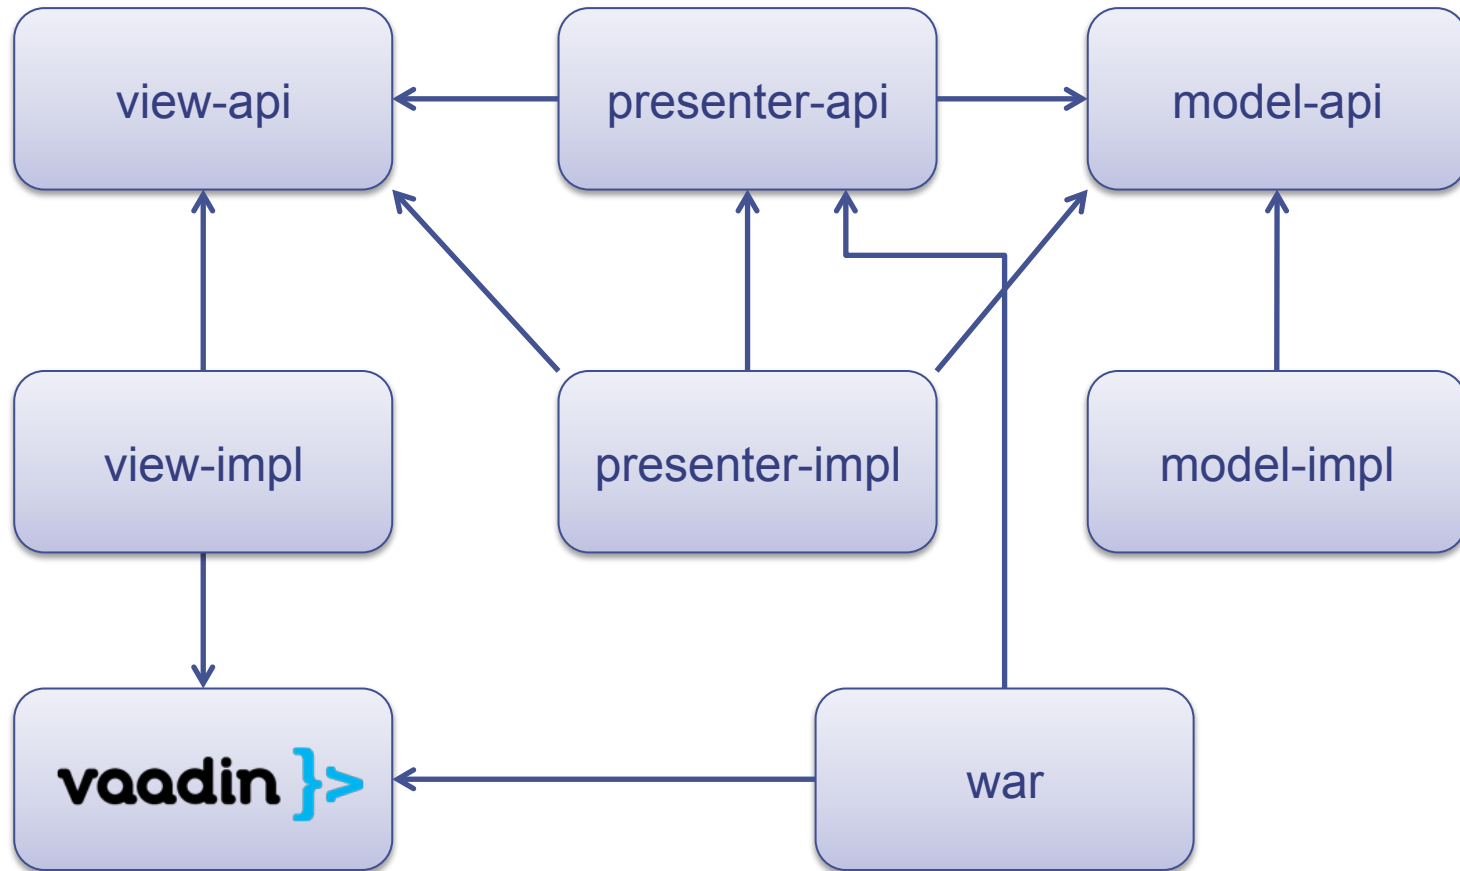 view-api
presenter-api
model-api
view-impl
presenter-impl
model-impl
vaadin }>
war